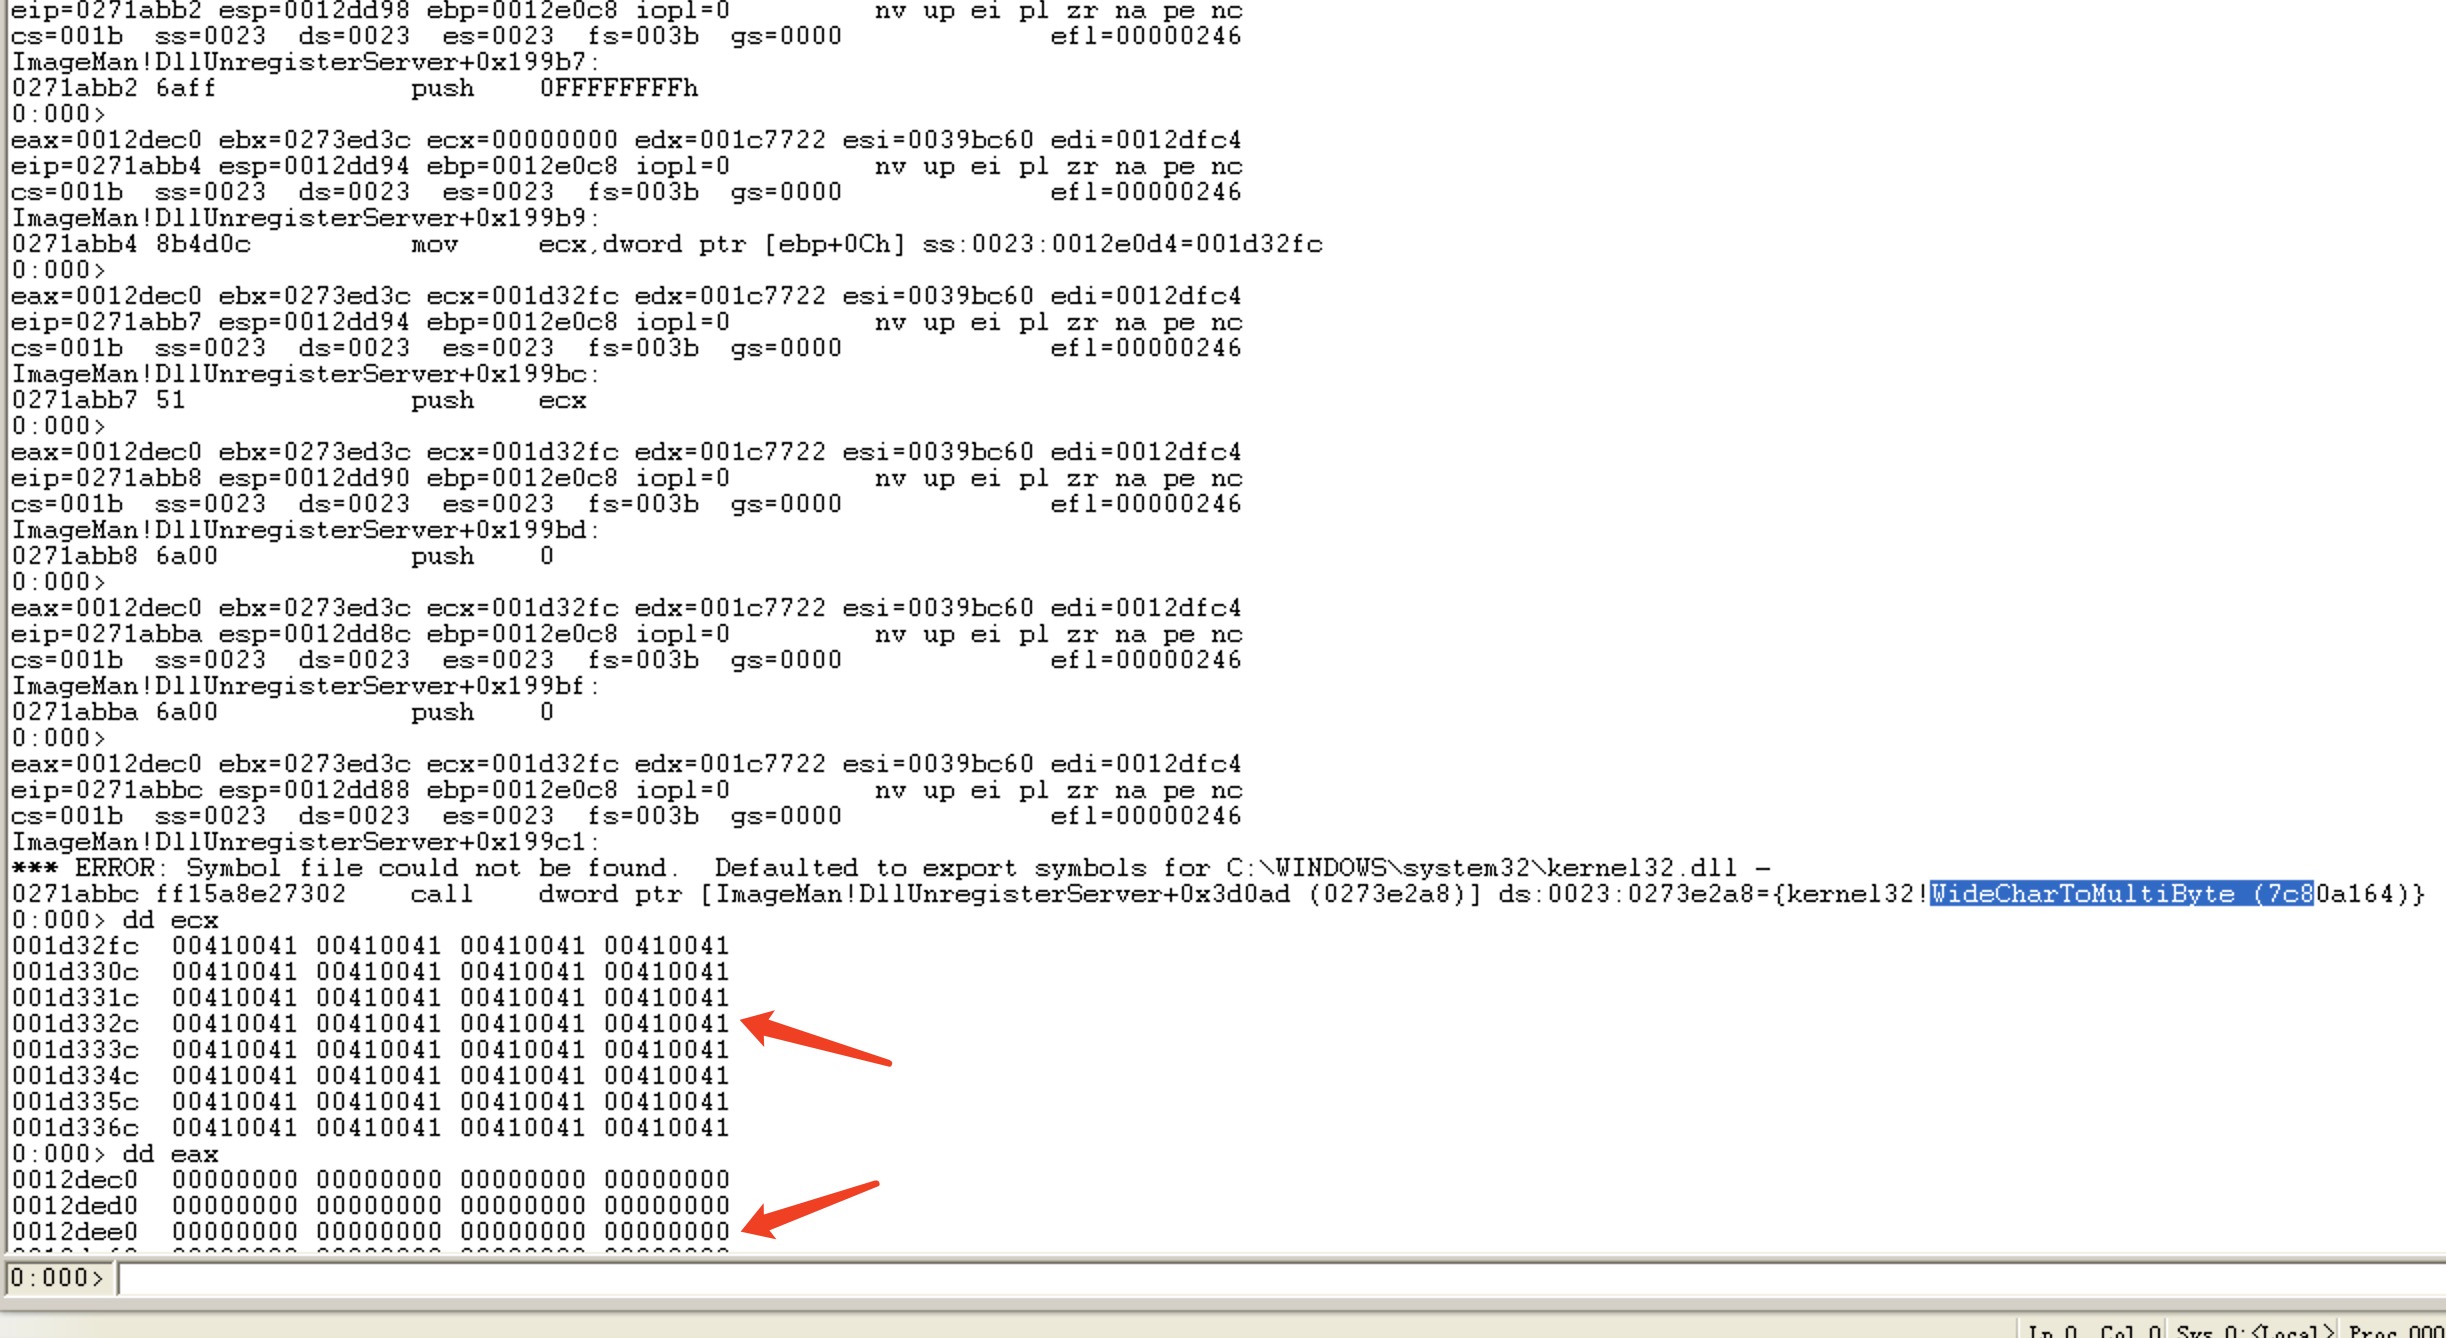 eip=0271abb2 esp=0012dd98 ebp=0012e0c8 iopl=0         nv up ei pl zr na pe nc
cs=001b  ss=0023  ds=0023  es=0023  fs=003b  gs=0000             efl=00000246
ImageMan!DllUnregisterServer+0x199b7:
0271abb2 6aff            push    0FFFFFFFFh
0:000>
eax=0012dec0 ebx=0273ed3c ecx=00000000 edx=001c7722 esi=0039bc60 edi=0012dfc4
eip=0271abb4 esp=0012dd94 ebp=0012e0c8 iopl=0         nv up ei pl zr na pe nc
cs=001b  ss=0023  ds=0023  es=0023  fs=003b  gs=0000             efl=00000246
ImageMan!DllUnregisterServer+0x199b9:
0271abb4 8b4d0c          mov     ecx,dword ptr [ebp+0Ch] ss:0023:0012e0d4=001d32fc
0:000>
eax=0012dec0 ebx=0273ed3c ecx=001d32fc edx=001c7722 esi=0039bc60 edi=0012dfc4
eip=0271abb7 esp=0012dd94 ebp=0012e0c8 iopl=0         nv up ei pl zr na pe nc
cs=001b  ss=0023  ds=0023  es=0023  fs=003b  gs=0000             efl=00000246
ImageMan!DllUnregisterServer+0x199bc:
0271abb7 51              push    ecx
0:000>
eax=0012dec0 ebx=0273ed3c ecx=001d32fc edx=001c7722 esi=0039bc60 edi=0012dfc4
eip=0271abb8 esp=0012dd90 ebp=0012e0c8 iopl=0         nv up ei pl zr na pe nc
cs=001b  ss=0023  ds=0023  es=0023  fs=003b  gs=0000             efl=00000246
ImageMan!DllUnregisterServer+0x199bd:
0271abb8 6a00            push    0
0:000>
eax=0012dec0 ebx=0273ed3c ecx=001d32fc edx=001c7722 esi=0039bc60 edi=0012dfc4
eip=0271abba esp=0012dd8c ebp=0012e0c8 iopl=0         nv up ei pl zr na pe nc
cs=001b  ss=0023  ds=0023  es=0023  fs=003b  gs=0000             efl=00000246
ImageMan!DllUnregisterServer+0x199bf:
0271abba 6a00            push    0
0:000>
eax=0012dec0 ebx=0273ed3c ecx=001d32fc edx=001c7722 esi=0039bc60 edi=0012dfc4
eip=0271abbc esp=0012dd88 ebp=0012e0c8 iopl=0         nv up ei pl zr na pe nc
cs=001b  ss=0023  ds=0023  es=0023  fs=003b  gs=0000             efl=00000246
ImageMan!DllUnregisterServer+0x199c1:
*** ERROR: Symbol file could not be found.  Defaulted to export symbols for C:\WINDOWS\system32\kernel32.dll -
0271abbc ff15a8e27302    call    dword ptr [ImageMan!DllUnregisterServer+0x3d0ad (0273e2a8)] ds:0023:0273e2a8={kernel32!WideCharToMultiByte (7c80a164)}
0:000> dd ecx
001d32fc  00410041 00410041 00410041 00410041
001d330c  00410041 00410041 00410041 00410041
001d331c  00410041 00410041 00410041 00410041
001d332c  00410041 00410041 00410041 00410041
001d333c  00410041 00410041 00410041 00410041
001d334c  00410041 00410041 00410041 00410041
001d335c  00410041 00410041 00410041 00410041
001d336c  00410041 00410041 00410041 00410041
0:000> dd eax
0012dec0  00000000 00000000 00000000 00000000
0012ded0  00000000 00000000 00000000 00000000
0012dee0  00000000 00000000 00000000 00000000
0:000>
Ln 0, Col 0 Sys 0:<Local> Proc 000